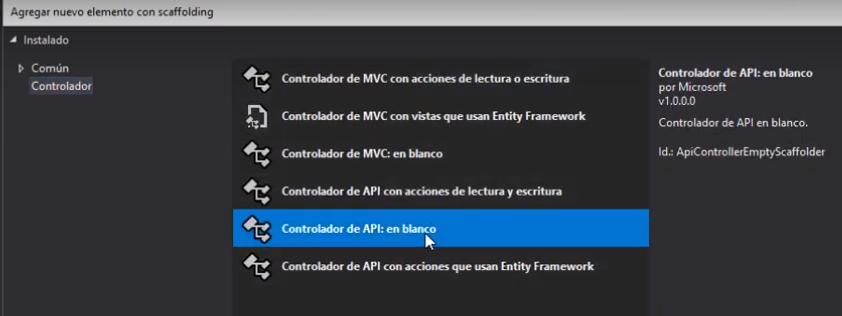 Agregar nuevo elemento con scaffolding
Instalado
Común
Controlador
Controlador de MVC con acciones de lectura o escritura
Controlador de MVC con vistas que usan Entity Framework
Controlador de MVC: en blanco
Controlador de API con acciones de lectura y escritura
Controlador de API: en blanco
Controlador de API con acciones que usan Entity Framework
Controlador de API: en blanco
por Microsoft
v1.0.0.0
Controlador de API en blanco.
Id.: ApiControllerEmptyScaffolder